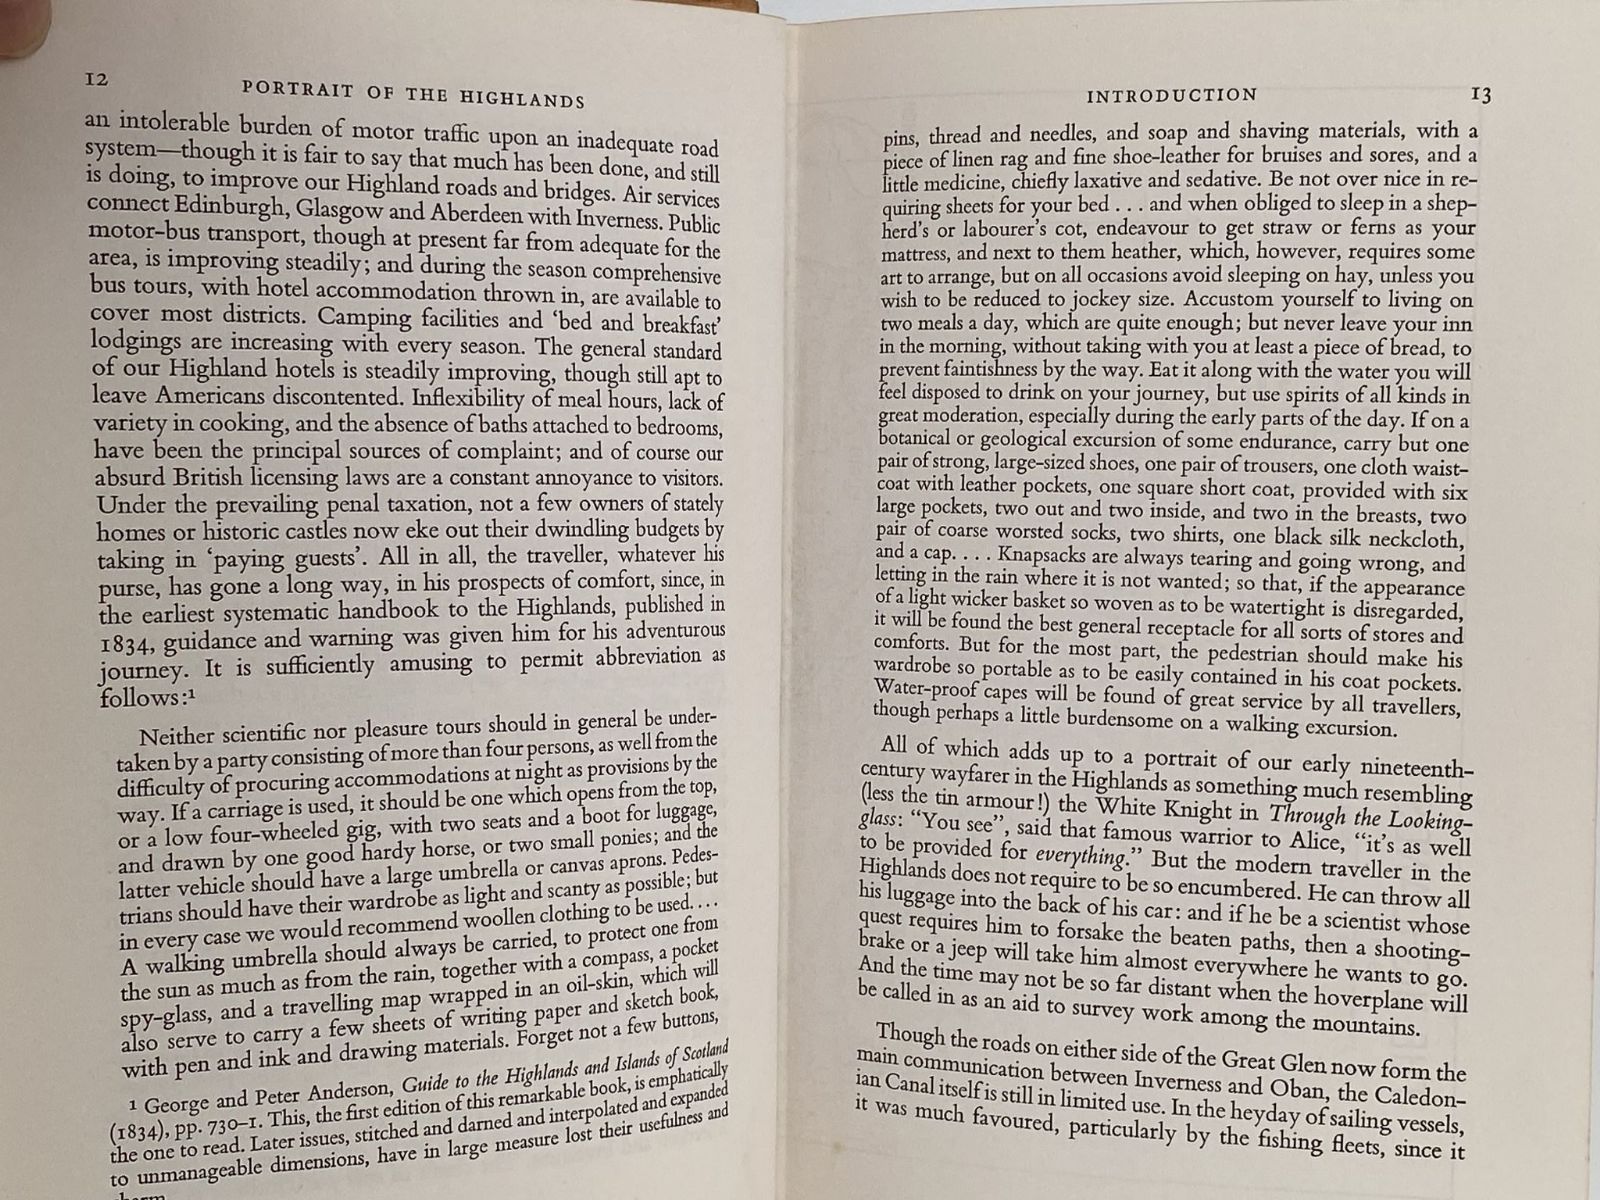 12
PORTRAIT OF THE HIGHLANDS
an intolerable burden of motor traffic upon an inadequate road
system—though it is fair to say that much has been done, and still
is doing, to improve our Highland roads and bridges. Air services
connect Edinburgh, Glasgow and Aberdeen with Inverness. Public
motor-bus transport, though at present far from adequate for the
area, is improving steadily; and during the season comprehensive
bus tours, with hotel accommodation thrown in, are available to
cover most districts. Camping facilities and ‘bed and breakfast’
lodgings are increasing with every season. The general standard
of our Highland hotels is steadily improving, though still apt to
leave Americans discontented. Inflexibility of meal hours, lack of
variety in cooking, and the absence of baths attached to bedrooms,
have been the principal sources of complaint; and of course our
absurd British licensing laws are a constant annoyance to visitors.
Under the prevailing penal taxation, not a few owners of stately
homes or historic castles now eke out their dwindling budgets by
taking in ‘paying guests’. All in all, the traveller, whatever his
purse, has gone a long way, in his prospects of comfort, since, in
the earliest systematic handbook to the Highlands, published in
1834, guidance and warning was given him for his adventurous
journey. It is sufficiently amusing to permit abbreviation as
follows:¹
Neither scientific nor pleasure tours should in general be under-
taken by a party consisting of more than four persons, as well from the
difficulty of procuring accommodations at night as provisions by the
way. If a carriage is used, it should be one which opens from the top,
or a low four-wheeled gig, with two seats and a boot for luggage,
and drawn by one good hardy horse, or two small ponies; and the
latter vehicle should have a large umbrella or canvas aprons. Pedes-
trians should have their wardrobe as light and scanty as possible; but
in every case we would recommend woollen clothing to be used....
A walking umbrella should always be carried, to protect one from
the sun as much as from the rain, together with a compass, a pocket
spy-glass, and a travelling map wrapped in an oil-skin, which will
also serve to carry a few sheets of writing paper and sketch book,
with pen and ink and drawing materials. Forget not a few buttons,
¹ George and Peter Anderson, Guide to the Highlands and Islands of Scotland
(1834), pp. 730–1. This, the first edition of this remarkable book, is emphatically
the one to read. Later issues, stitched and darned and interpolated and expanded
to unmanageable dimensions, have in large measure lost their usefulness and
charm.
INTRODUCTION
13
pins, thread and needles, and soap and shaving materials, with a
piece of linen rag and fine shoe-leather for bruises and sores, and a
little medicine, chiefly laxative and sedative. Be not over nice in re-
quiring sheets for your bed . . . and when obliged to sleep in a shep-
herd's or labourer's cot, endeavour to get straw or ferns as your
mattress, and next to them heather, which, however, requires some
art to arrange, but on all occasions avoid sleeping on hay, unless you
wish to be reduced to jockey size. Accustom yourself to living on
two meals a day, which are quite enough; but never leave your inn
in the morning, without taking with you at least a piece of bread, to
prevent faintishness by the way. Eat it along with the water you will
feel disposed to drink on your journey, but use spirits of all kinds in
great moderation, especially during the early parts of the day. If on a
botanical or geological excursion of some endurance, carry but one
pair of strong, large-sized shoes, one pair of trousers, one cloth waist-
coat with leather pockets, one square short coat, provided with six
large pockets, two out and two inside, and two in the breasts, two
pair of coarse worsted socks, two shirts, one black silk neckcloth,
and a cap. . . . Knapsacks are always tearing and going wrong, and
letting in the rain where it is not wanted; so that, if the appearance
of a light wicker basket so woven as to be watertight is disregarded,
it will be found the best general receptacle for all sorts of stores and
comforts. But for the most part, the pedestrian should make his
wardrobe so portable as to be easily contained in his coat pockets.
Water-proof capes will be found of great service by all travellers,
though perhaps a little burdensome on a walking excursion.
All of which adds up to a portrait of our early nineteenth-
century wayfarer in the Highlands as something much resembling
(less the tin armour!) the White Knight in Through the Looking-
glass: “You see”, said that famous warrior to Alice, “it's as well
to be provided for everything.” But the modern traveller in the
Highlands does not require to be so encumbered. He can throw all
his luggage into the back of his car: and if he be a scientist whose
quest requires him to forsake the beaten paths, then a shooting-
brake or a jeep will take him almost everywhere he wants to go.
And the time may not be so far distant when the hoverplane will
be called in as an aid to survey work among the mountains.
Though the roads on either side of the Great Glen now form the
main communication between Inverness and Oban, the Caledon-
ian Canal itself is still in limited use. In the heyday of sailing vessels,
it was much favoured, particularly by the fishing fleets, since it